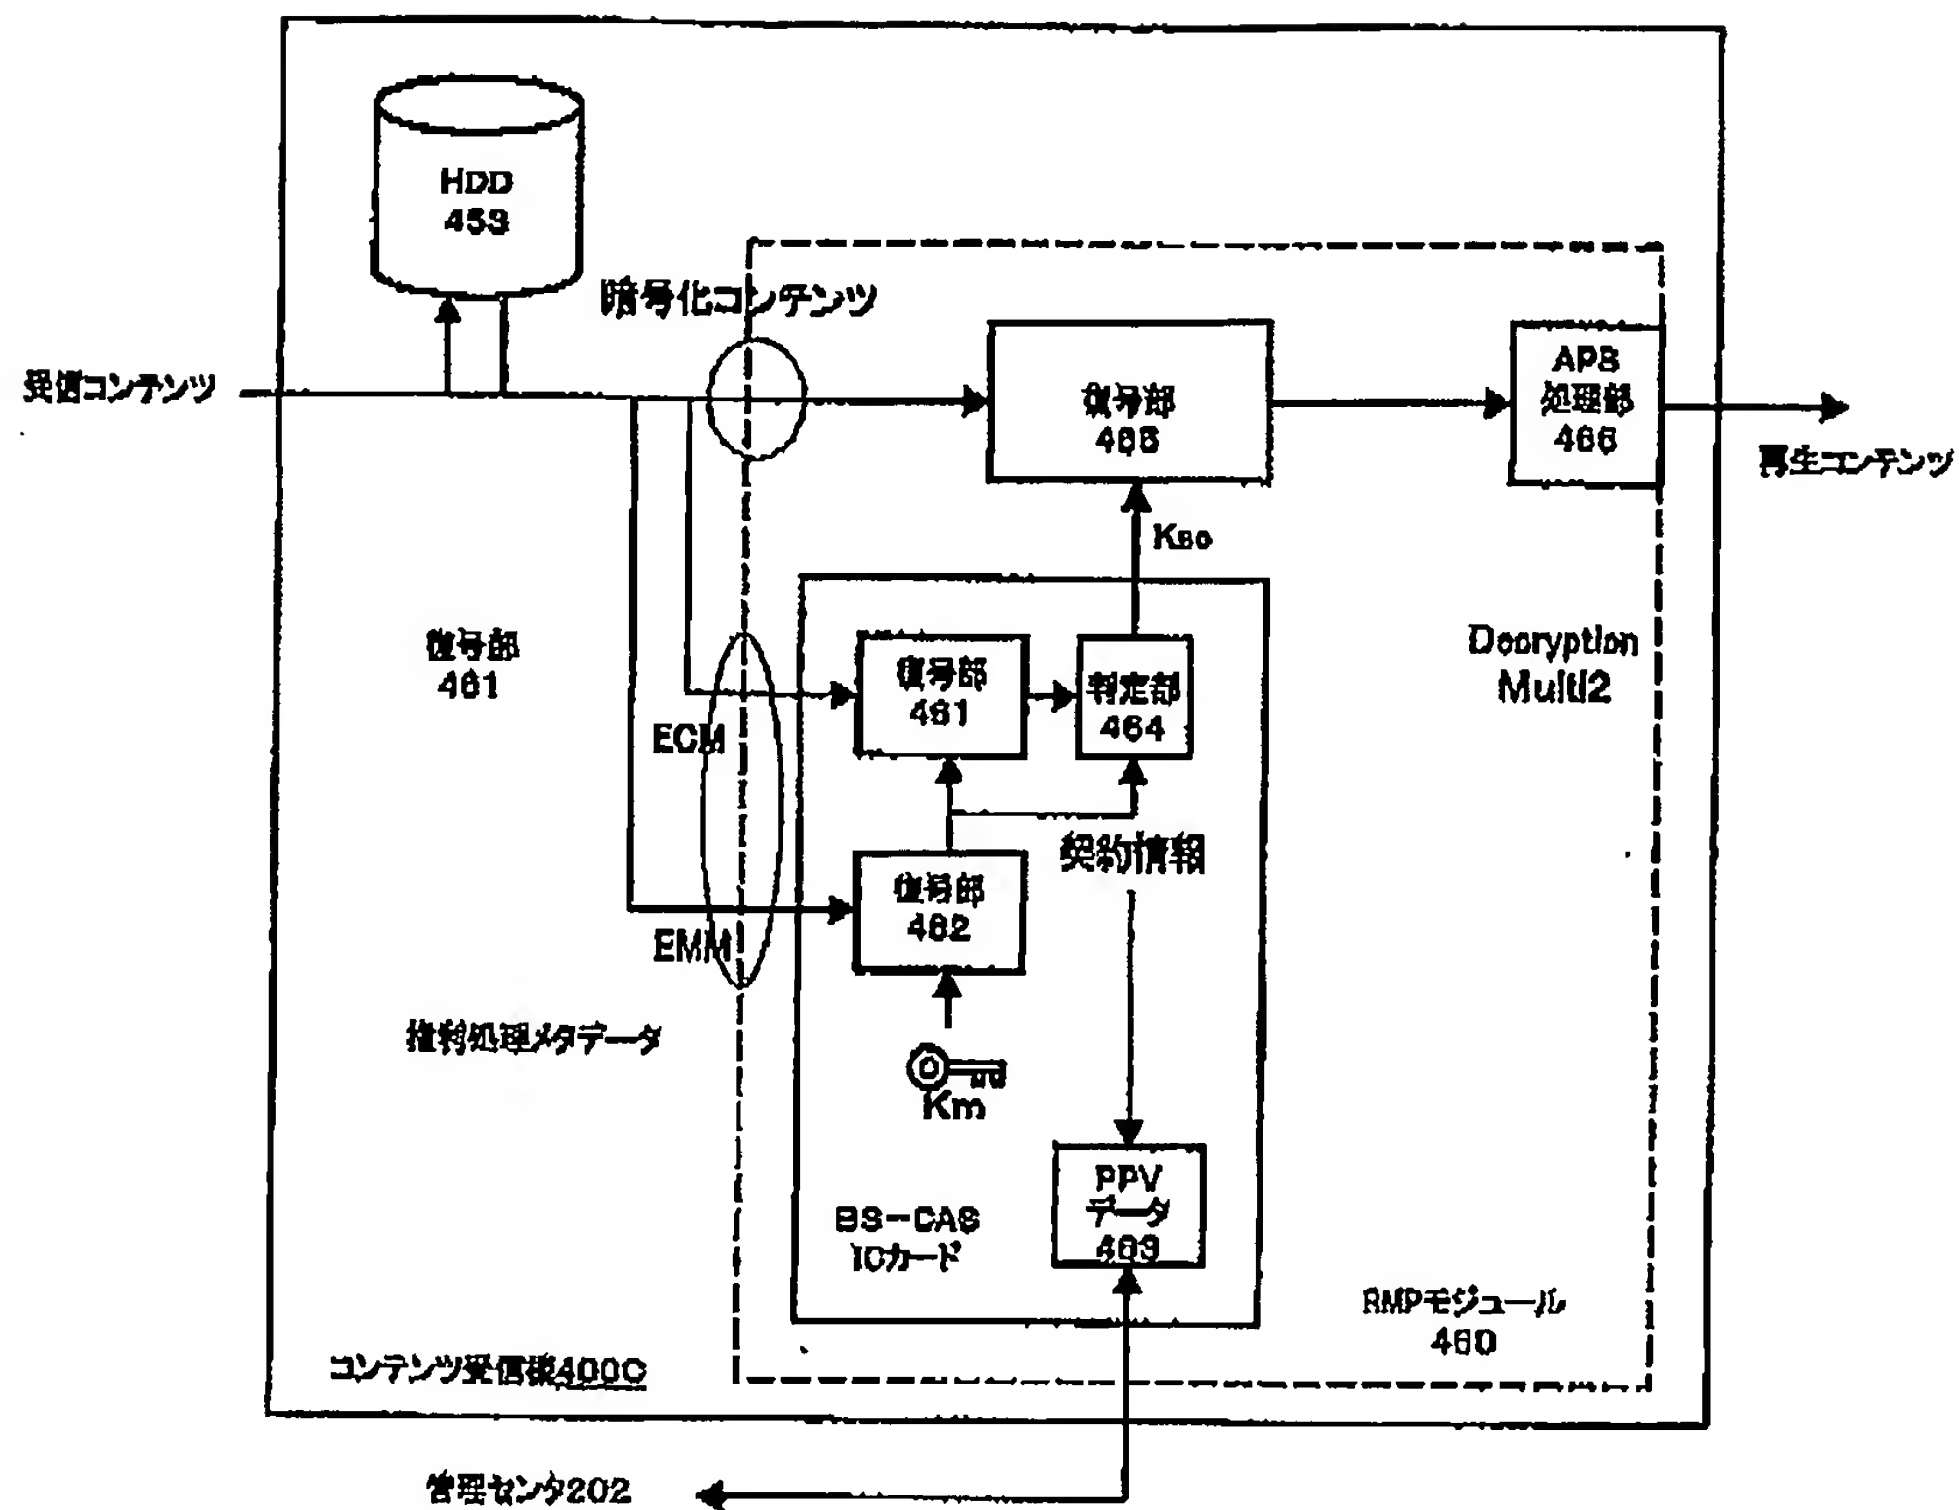 HDD
453
暗号化コンテンツ
受信コンテンツ
復号部
465
APS
処理部
466
再生コンテンツ
Ksc
復号部
461
復号部
461
判定部
464
Decryption
Multi2
ECM
契約情報
復号部
462
EMM
権利処理メタデータ
Km
PPV
データ
463
BS-CAS
ICカード
RMPモジュール
460
コンテンツ受信機400C
管理センタ202